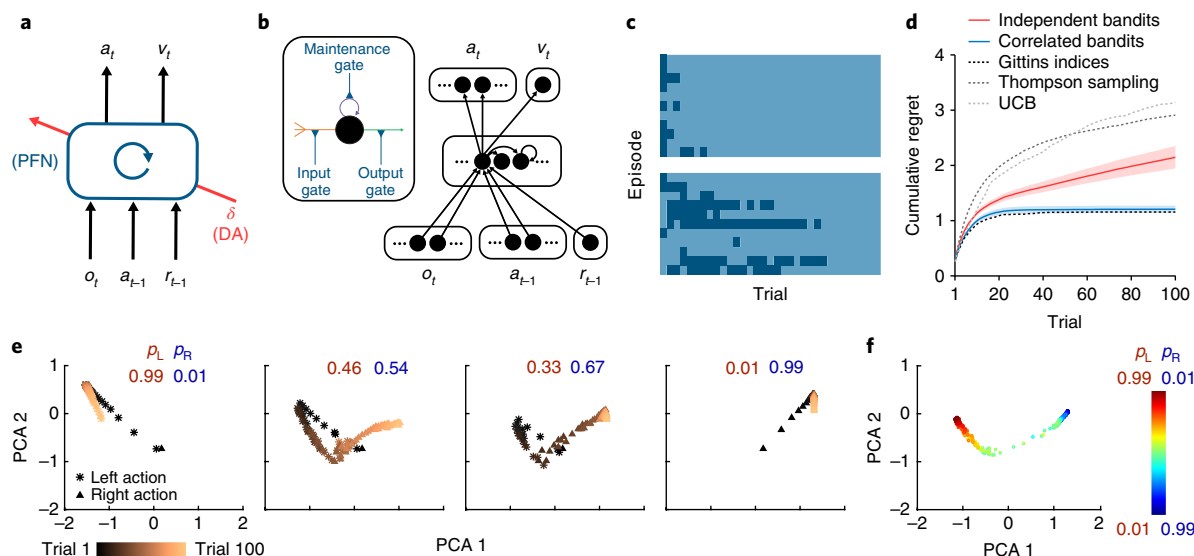 a
a_t
v_t
(PFN)
δ
(DA)
o_t
a_{t–1}
r_{t–1}
b
Maintenance
gate
Input
gate
Output
gate
a_t
v_t
o_t
a_{t–1}
r_{t–1}
c
Episode
Trial
d
Independent bandits
Correlated bandits
Gittins indices
Thompson sampling
UCB
Cumulative regret
4
3
2
1
0
1 20 40 60 80 100
Trial
e
p_L p_R
0.99 0.01
0.46 0.54
0.33 0.67
0.01 0.99
PCA 2
1
0
–1
–2
Left action
Right action
–2 –1 0 1 2
Trial 1
Trial 100
PCA 1
f
PCA 2
1
0
–1
–2
–2 –1 0 1 2
PCA 1
p_L p_R
0.99 0.01
0.01 0.99